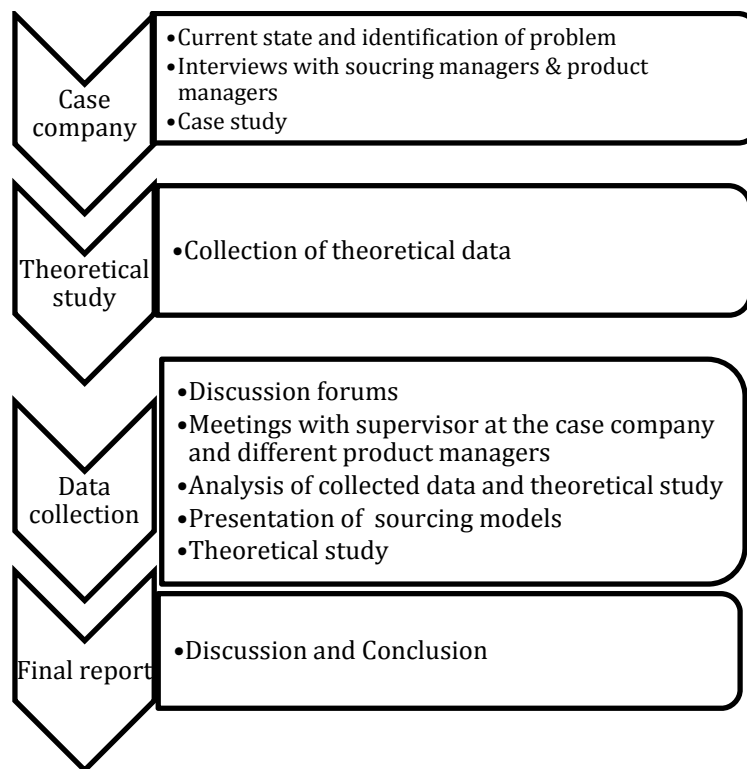 Case
company
•Current state and identification of problem
•Interviews with soucring managers & product
managers
•Case study
Theoretical
study
•Collection of theoretical data
Data
collection
•Discussion forums
•Meetings with supervisor at the case company
and different product managers
•Analysis of collected data and theoretical study
•Presentation of  sourcing models
•Theoretical study
Final report
•Discussion and Conclusion